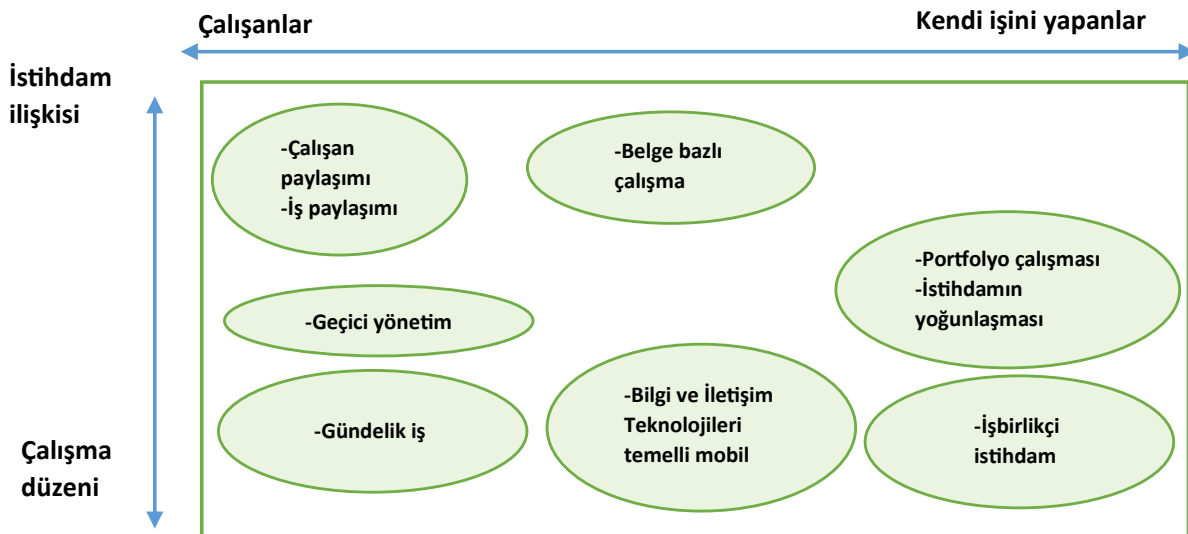 Çalışanlar
Kendi işini yapanlar
İstihdam
ilişkisi
-Çalışan
paylaşımı
-İş paylaşımı
-Belge bazlı
çalışma
-Portfolyo çalışması
-İstihdamın
yoğunlaşması
-Geçici yönetim
-Gündelik iş
-Bilgi ve İletişim
Teknolojileri
temelli mobil
-İşbirlikçi
istihdam
Çalışma
düzeni